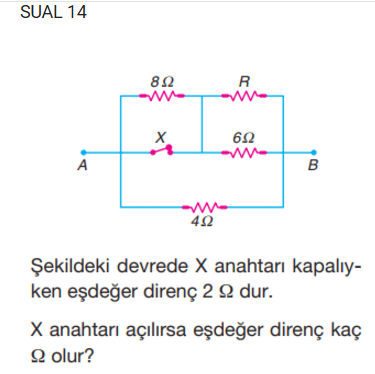 SUAL 14
8Ω R
X 6Ω
A B
4Ω
Şekildeki devrede X anahtarı kapalıy-
ken eşdeğer direnç 2 Ω dur.
X anahtarı açılırsa eşdeğer direnç kaç
Ω olur?